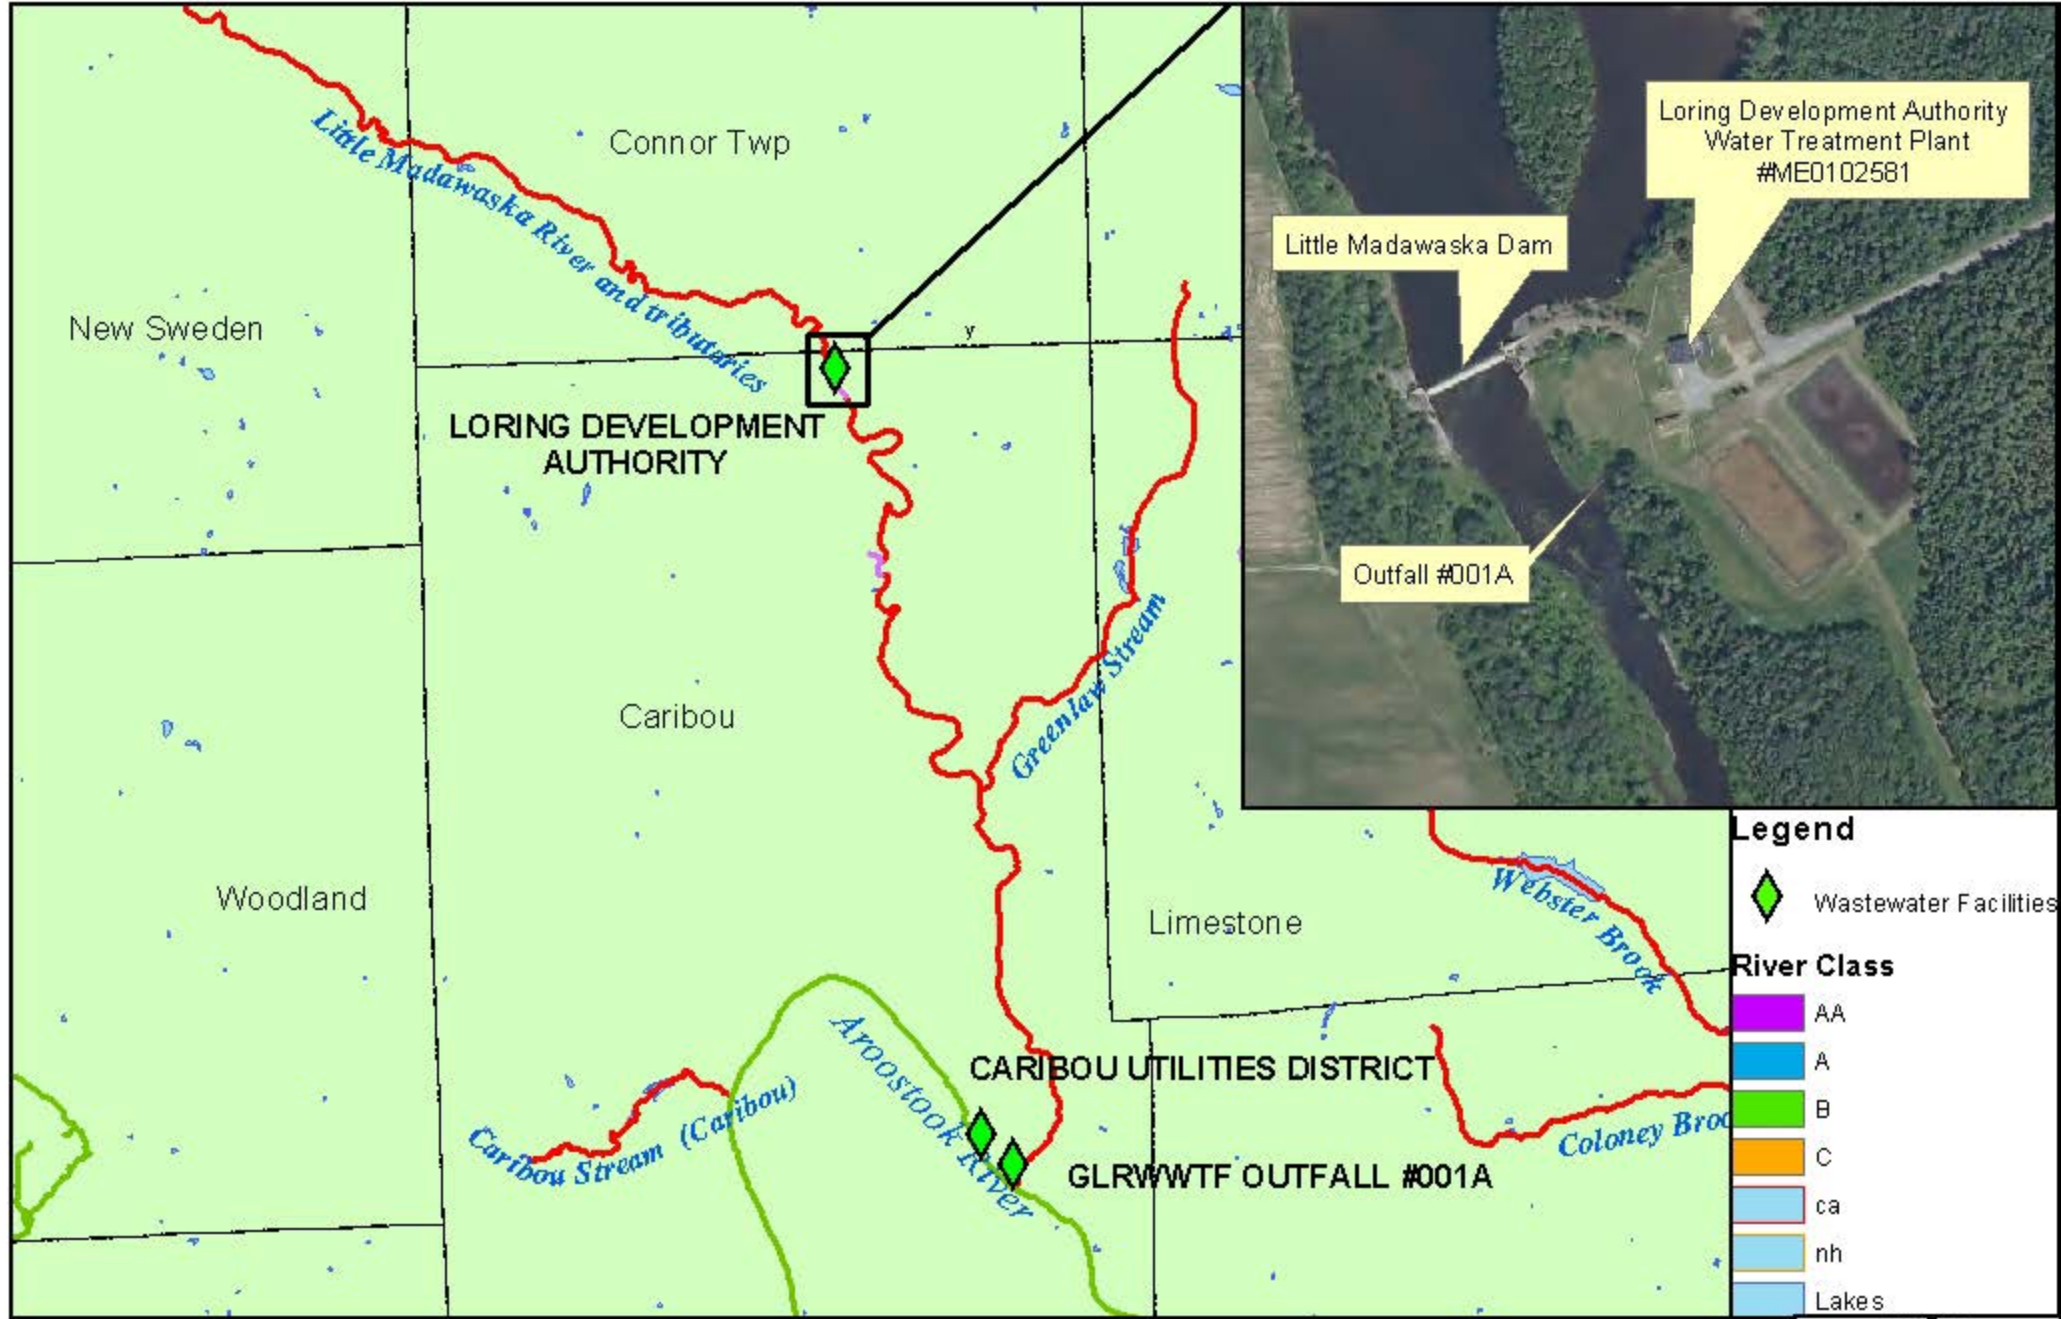 Connor Twp
Little Madawaska River and tributaries
New Sweden
y
LORING DEVELOPMENT
AUTHORITY
Greenlaw Stream
Caribou
Woodland
Limestone
Webster Brook
Aroostook River
CARIBOU UTILITIES DISTRICT
Caribou Stream (Caribou)
Coloney Broo
GLRWWTF OUTFALL #001A
Loring Development Authority
Water Treatment Plant
#ME0102581
Little Madawaska Dam
Outfall #001A
Legend
Wastewater Facilities
River Class
AA
A
B
C
ca
nh
Lakes